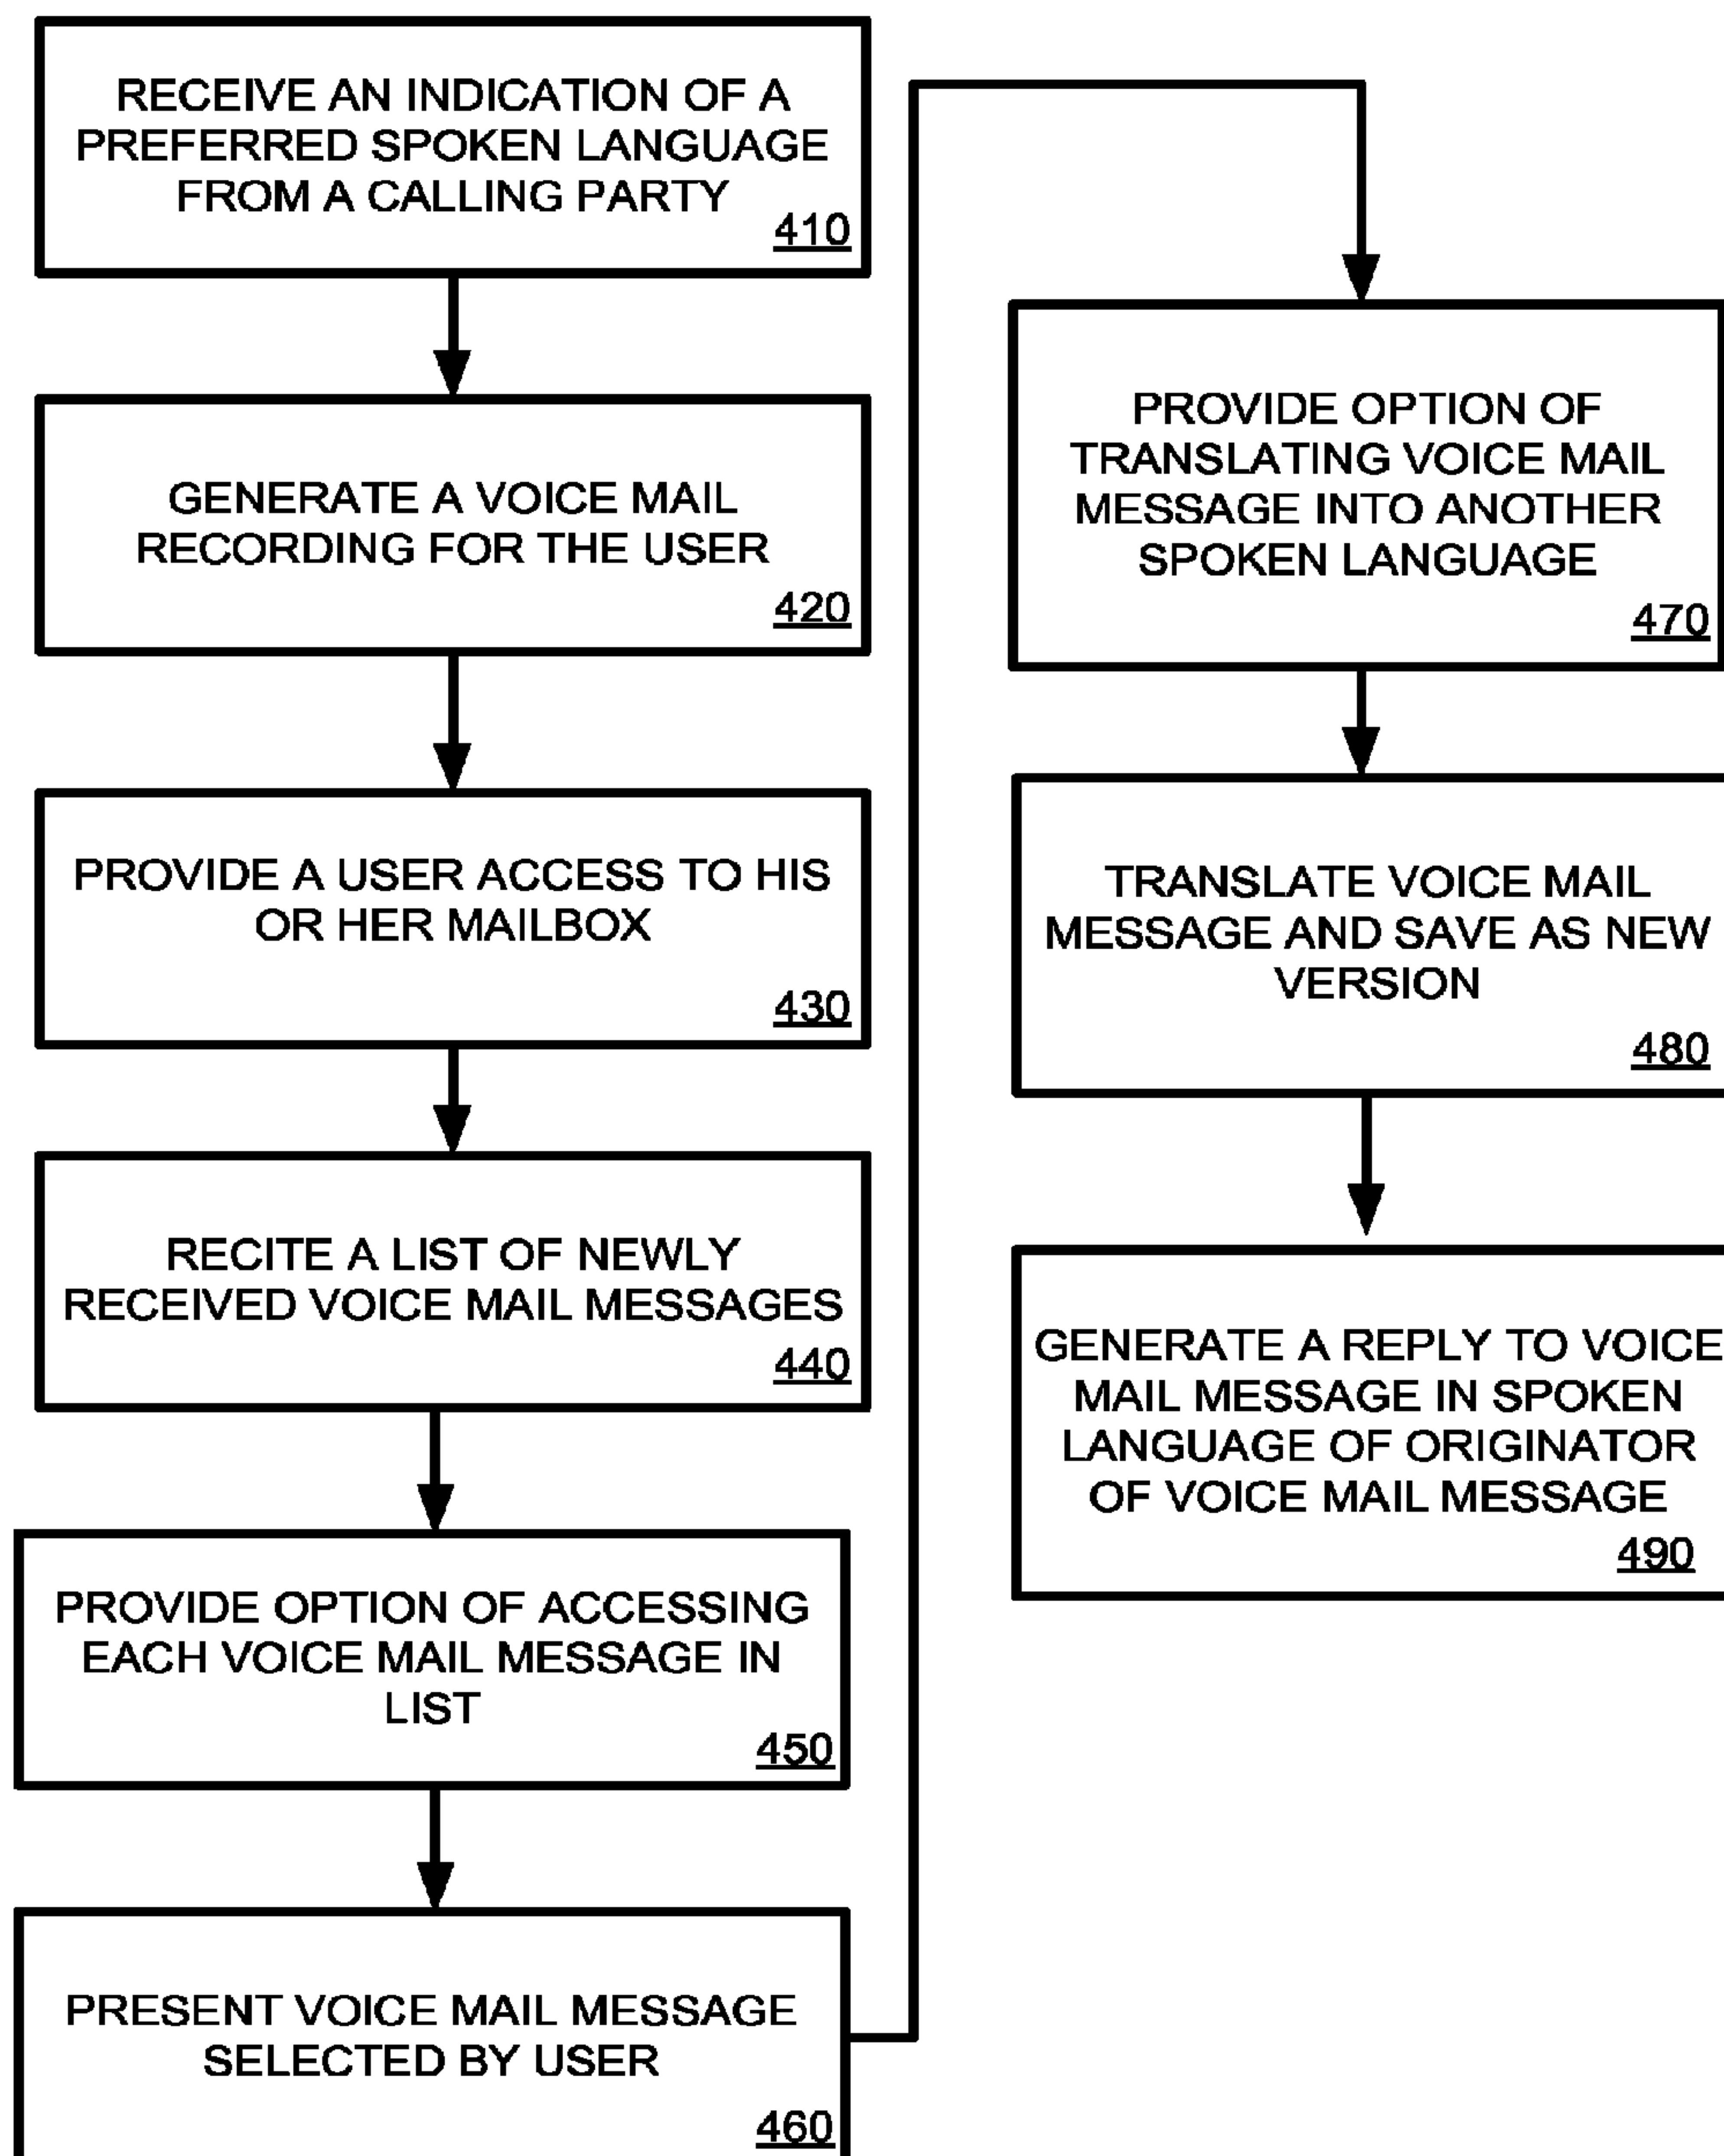 RECEIVE AN INDICATION OF A
PREFERRED SPOKEN LANGUAGE
FROM A CALLING PARTY
410
GENERATE A VOICE MAIL
RECORDING FOR THE USER
420
PROVIDE A USER ACCESS TO HIS
OR HER MAILBOX
430
RECITE A LIST OF NEWLY
RECEIVED VOICE MAIL MESSAGES
440
PROVIDE OPTION OF ACCESSING
EACH VOICE MAIL MESSAGE IN
LIST
450
PRESENT VOICE MAIL MESSAGE
SELECTED BY USER
460
PROVIDE OPTION OF
TRANSLATING VOICE MAIL
MESSAGE INTO ANOTHER
SPOKEN LANGUAGE
470
TRANSLATE VOICE MAIL
MESSAGE AND SAVE AS NEW
VERSION
480
GENERATE A REPLY TO VOICE
MAIL MESSAGE IN SPOKEN
LANGUAGE OF ORIGINATOR
OF VOICE MAIL MESSAGE
490